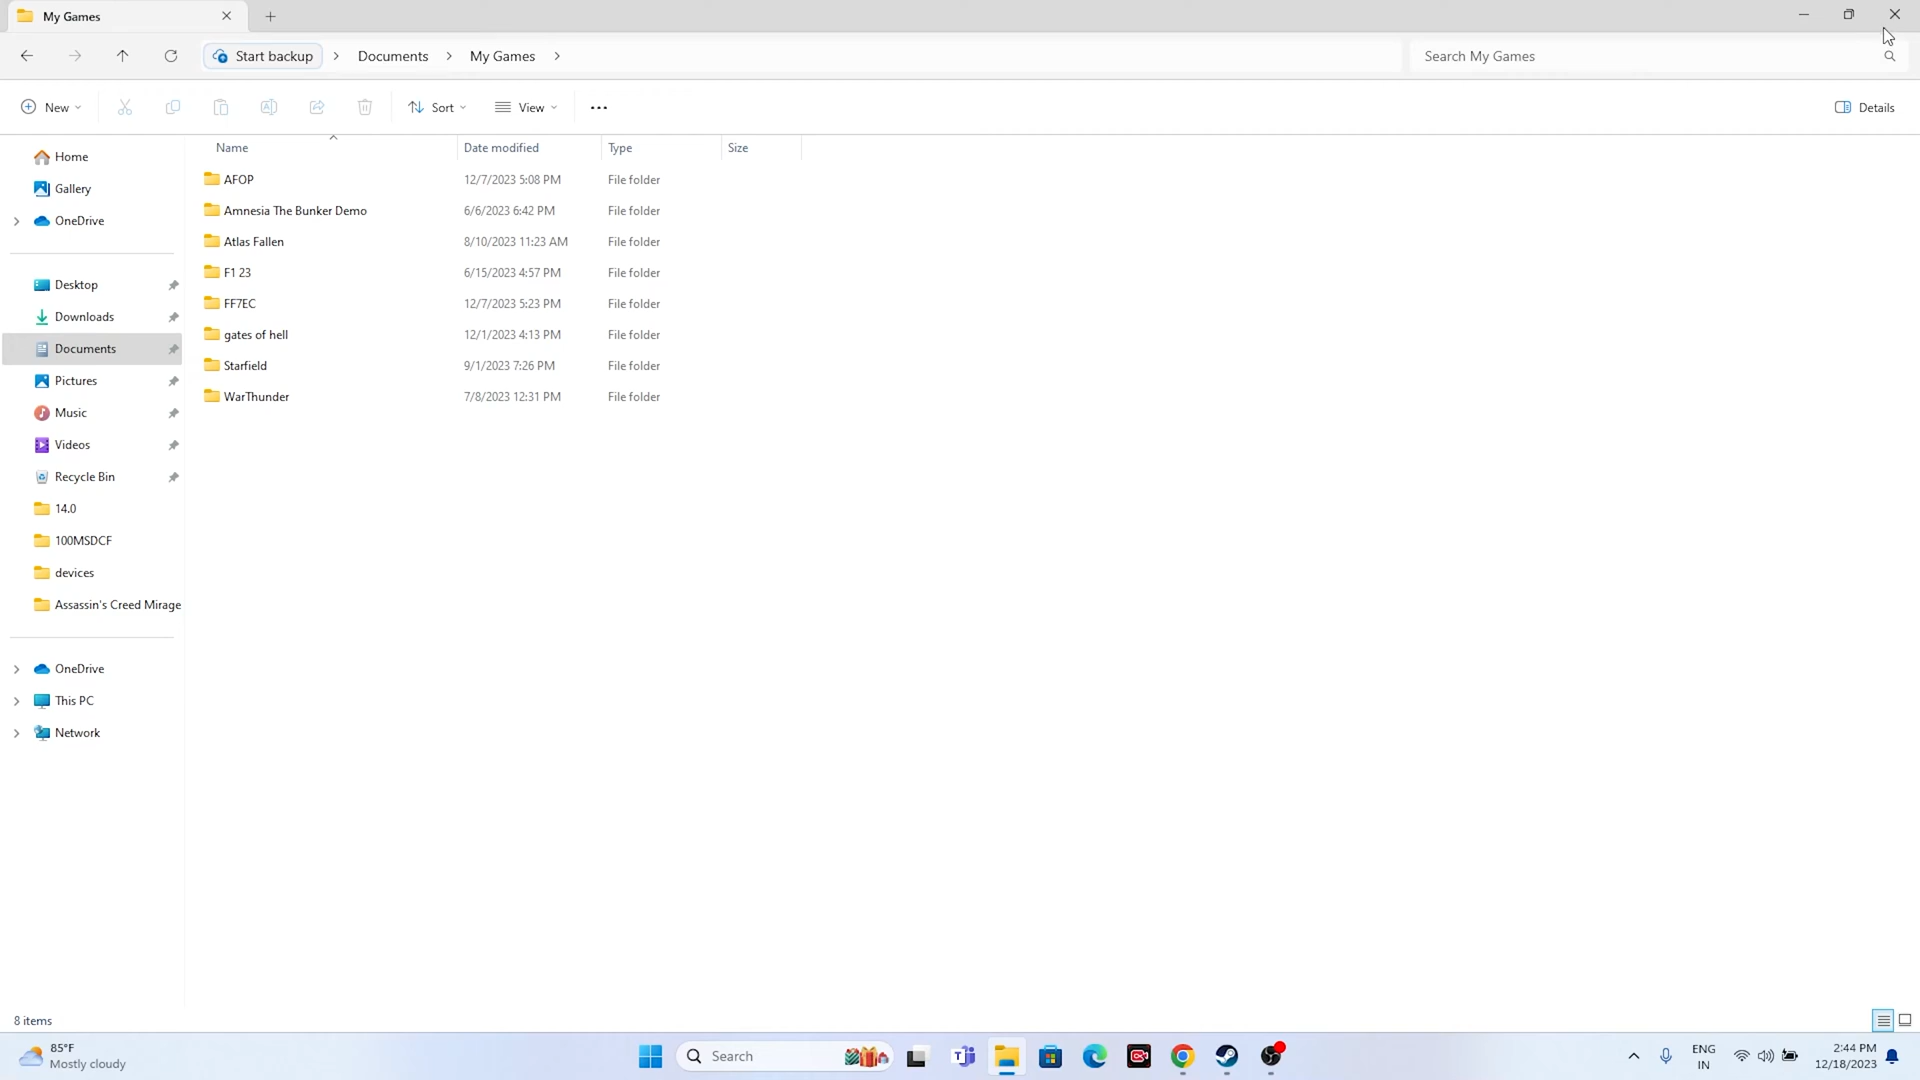 My Games
Start backup > Documents > My Games >
Search My Games
New
Sort
View
Details
Name Date modified Type Size
AFOP 12/7/2023 5:08 PM File folder
Amnesia The Bunker Demo 6/6/2023 6:42 PM File folder
Atlas Fallen 8/10/2023 11:23 AM File folder
F1 23 6/15/2023 4:57 PM File folder
FF7EC 12/7/2023 5:23 PM File folder
gates of hell 12/1/2023 4:13 PM File folder
Starfield 9/1/2023 7:26 PM File folder
WarThunder 7/8/2023 12:31 PM File folder
Home
Gallery
OneDrive
Desktop
Downloads
Documents
Pictures
Music
Videos
Recycle Bin
14.0
100MSDCF
devices
Assassin's Creed Mirage
OneDrive
This PC
Network
8 items
85°F
Mostly cloudy
Search
ENG
IN
2:44 PM
12/18/2023